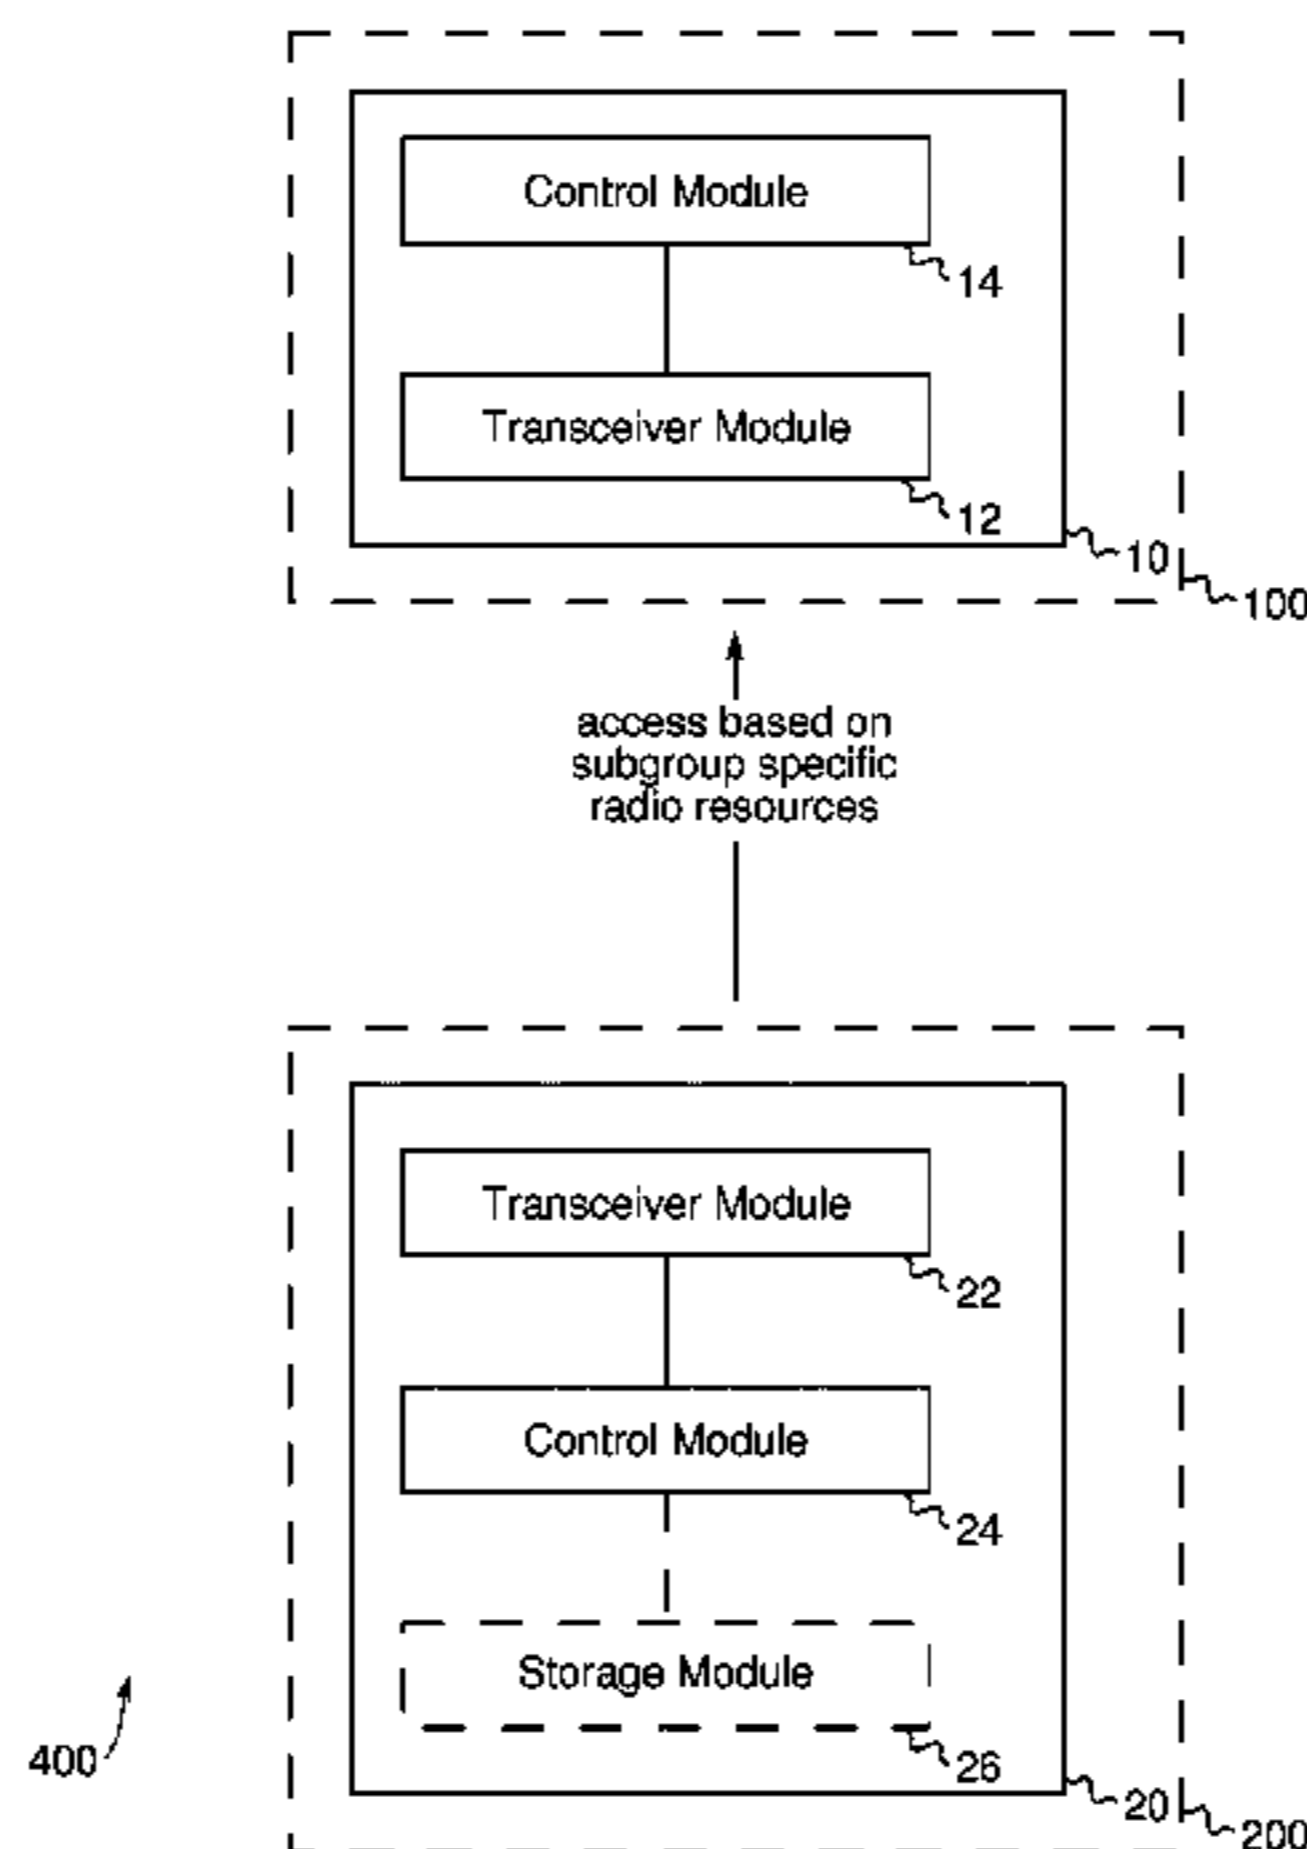 Control Module
14
Transceiver Module
12
10
100
access based on
subgroup specific
radio resources
Transceiver Module
22
Control Module
24
Storage Module
26
400
20
200